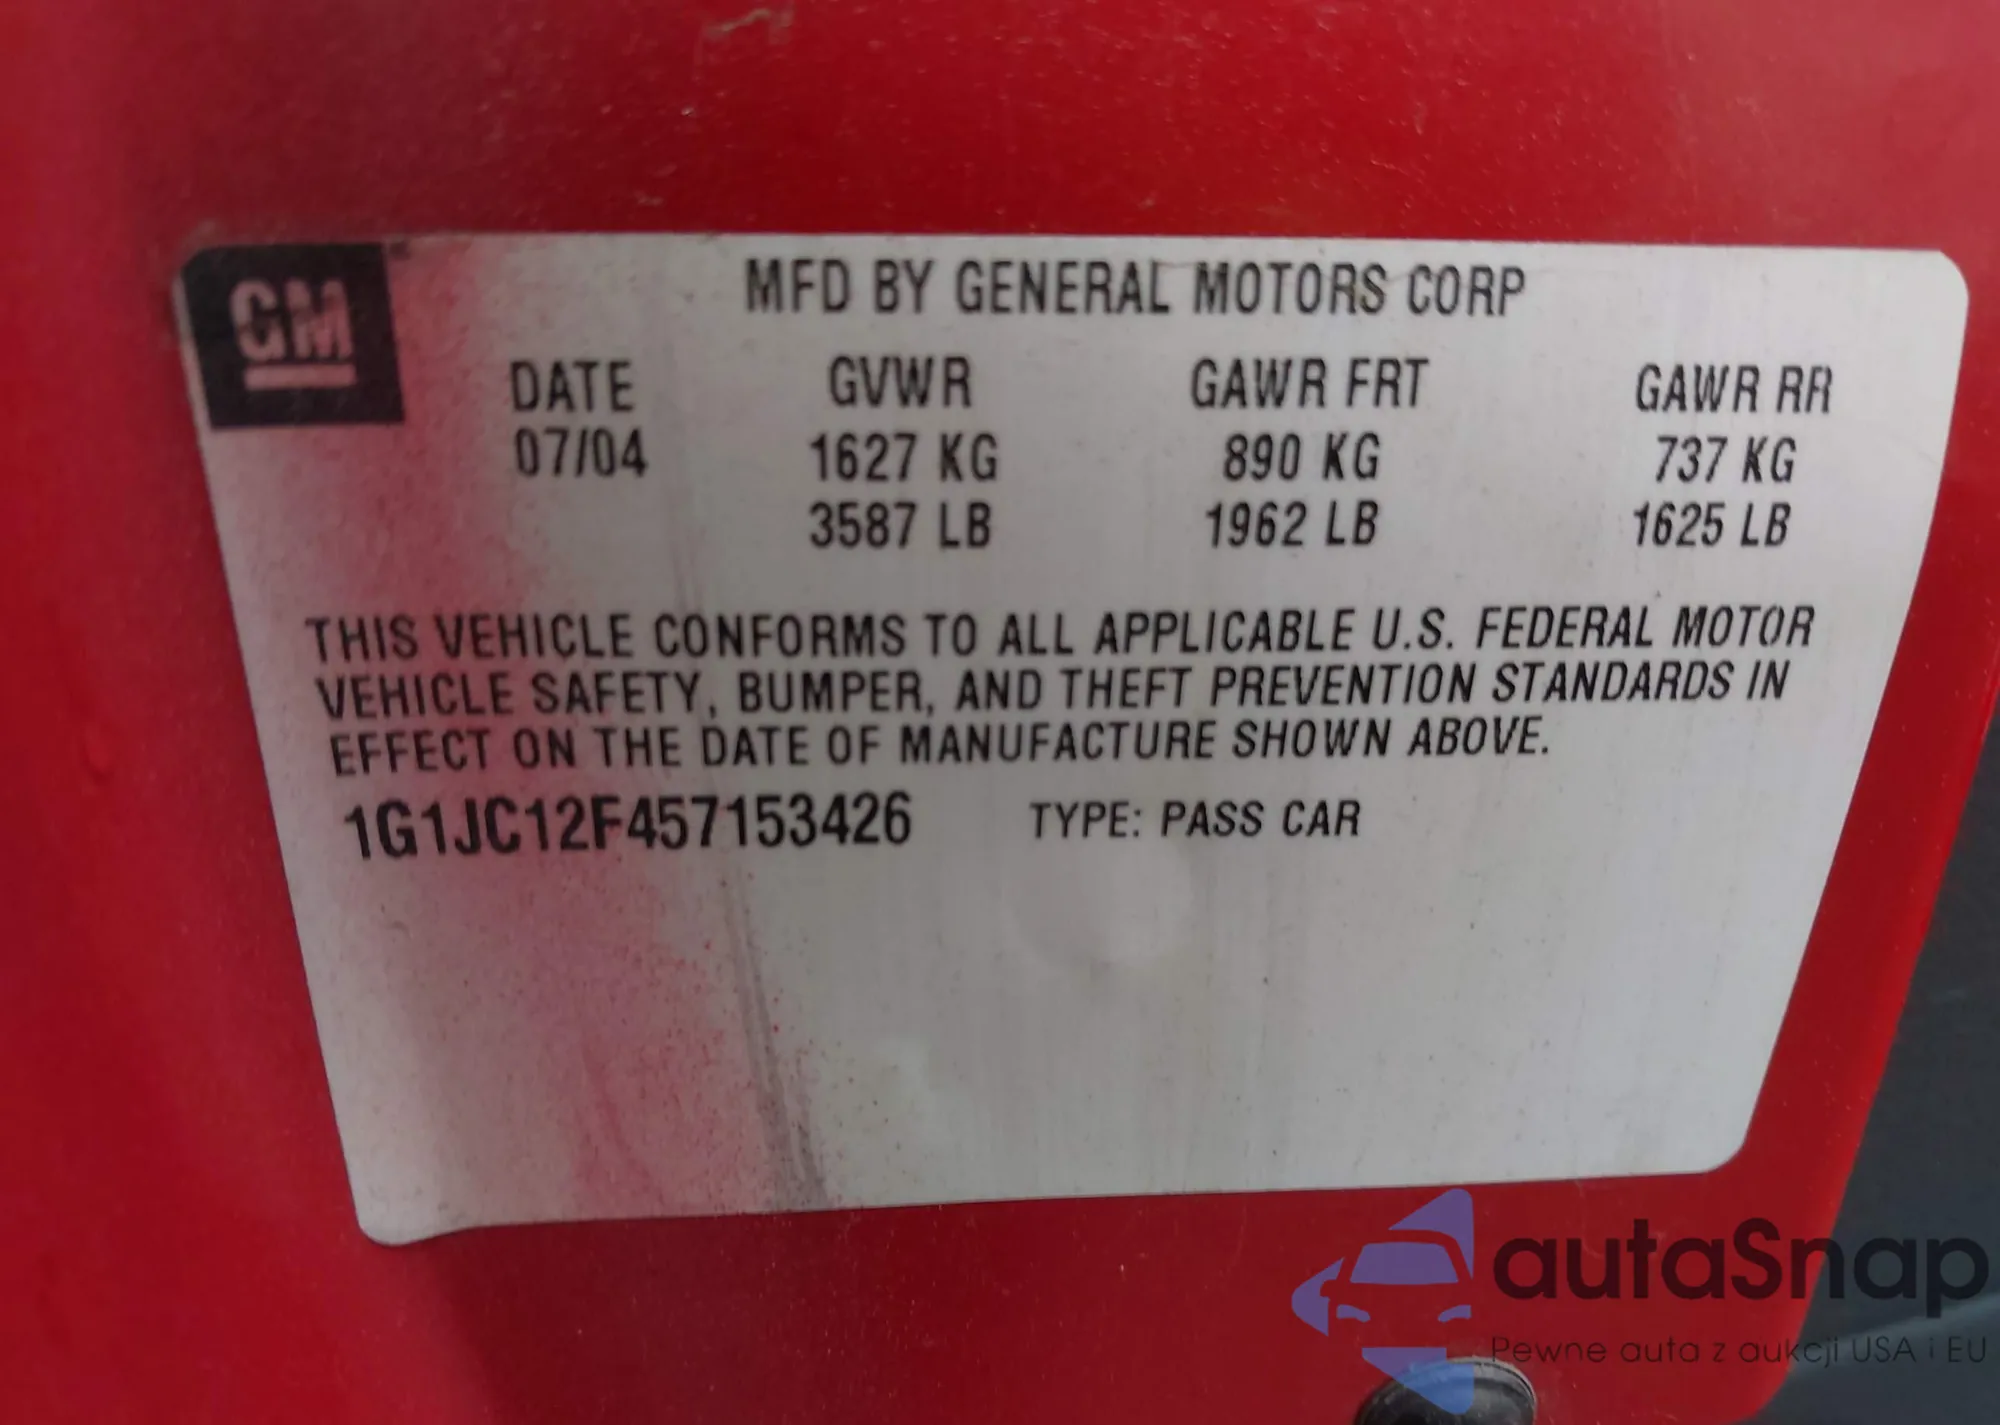 GM
MFD BY GENERAL MOTORS CORP
DATE GVWR GAWR FRT GAWR RR
07/04 1627 KG 890 KG 737 KG
3587 LB 1962 LB 1625 LB
THIS VEHICLE CONFORMS TO ALL APPLICABLE U.S. FEDERAL MOTOR
VEHICLE SAFETY, BUMPER, AND THEFT PREVENTION STANDARDS IN
EFFECT ON THE DATE OF MANUFACTURE SHOWN ABOVE.
1G1JC12F457153426 TYPE: PASS CAR
autaSnap
Pewne auta z aukcji USA i EU